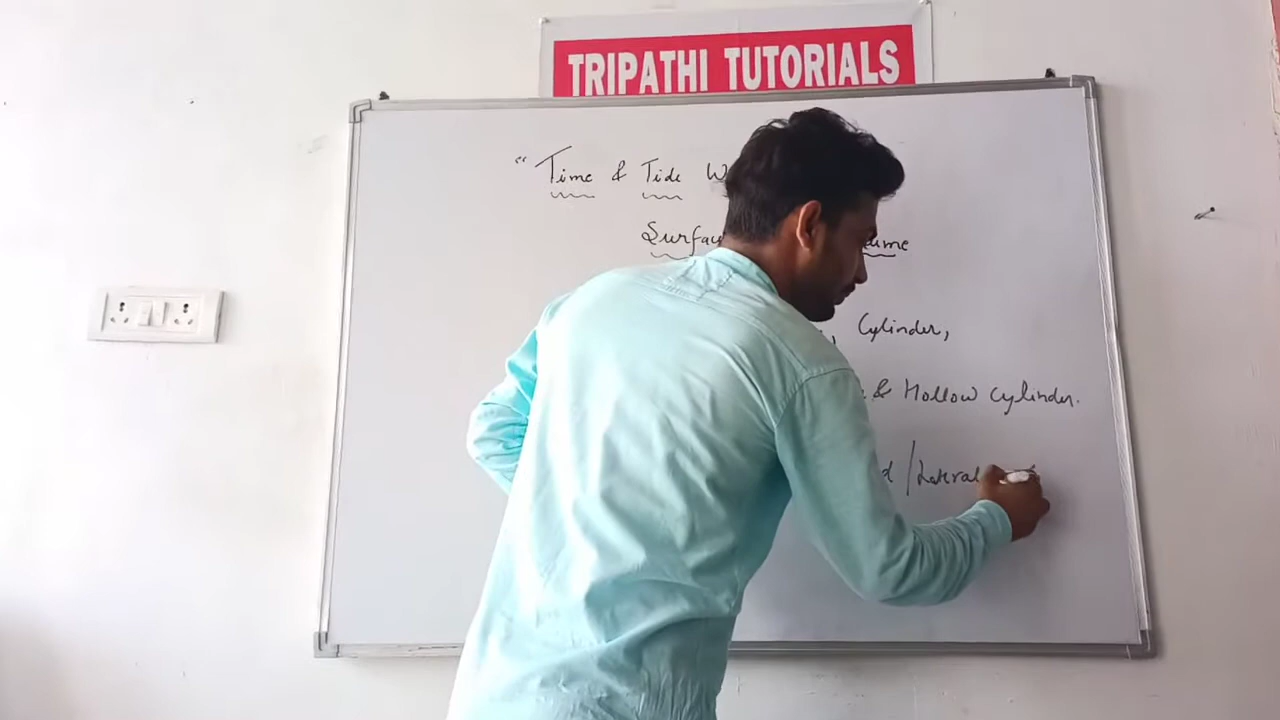 TRIPATHI TUTORIALS
" Time & Tide W
Surfac ume
, Cylinder,
& Hollow cylinder.
d / Lateral